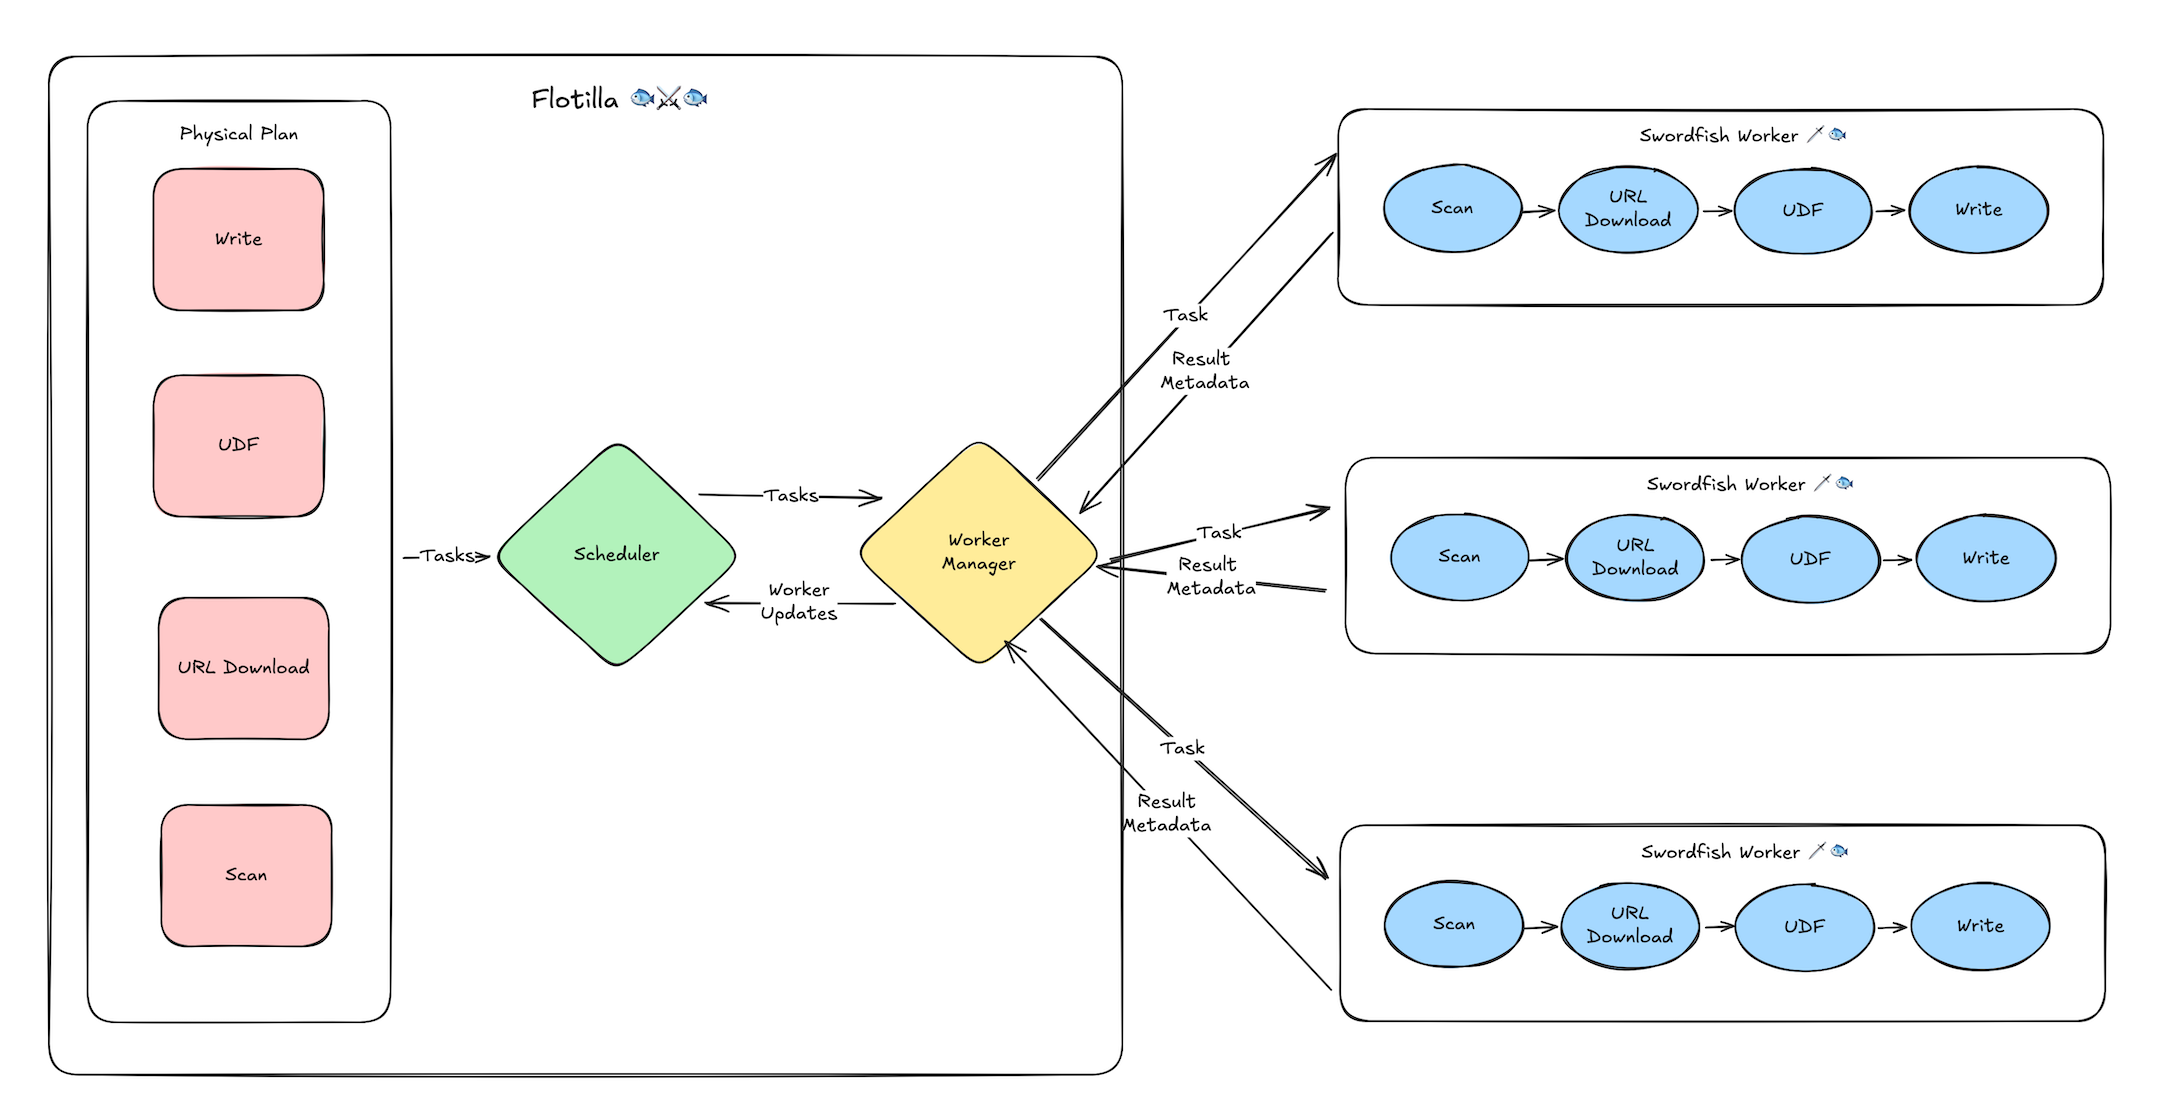 Flotilla 🐟⚔️🐟
Physical Plan
Write
UDF
URL Download
Scan
Tasks
Scheduler
Tasks
Worker
Updates
Worker
Manager
Task
Result
Metadata
Task
Result
Metadata
Task
Result
Metadata
Swordfish Worker 🗡️🐟
Scan
URL
Download
UDF
Write
Swordfish Worker 🗡️🐟
Scan
URL
Download
UDF
Write
Swordfish Worker 🗡️🐟
Scan
URL
Download
UDF
Write